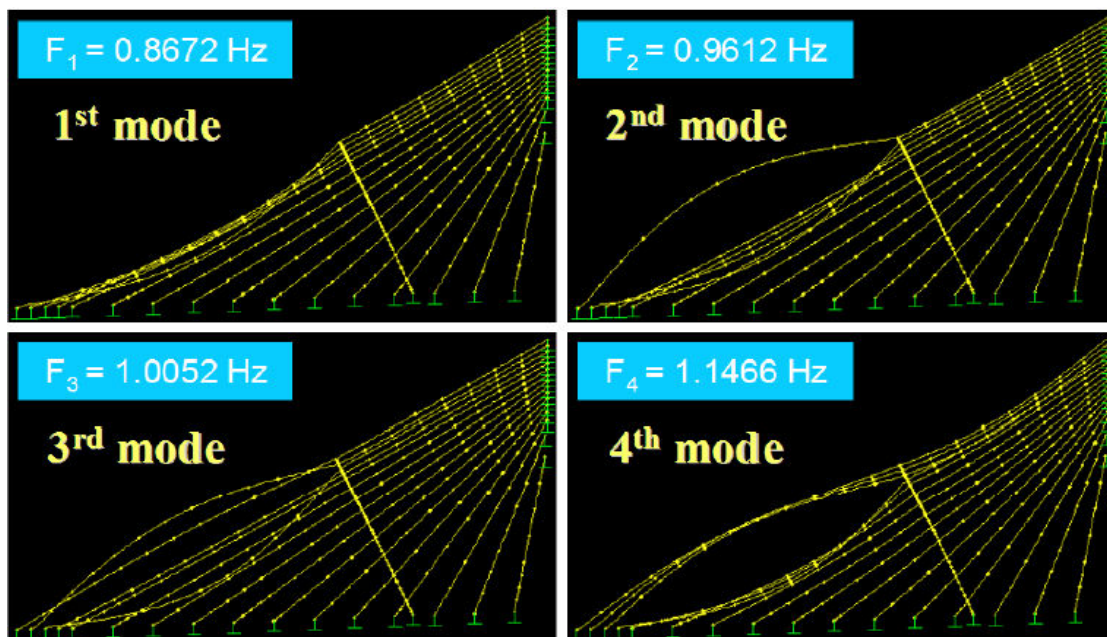 F₁ = 0.8672 Hz
1st mode
F₂ = 0.9612 Hz
2nd mode
F₃ = 1.0052 Hz
3rd mode
F₄ = 1.1466 Hz
4th mode